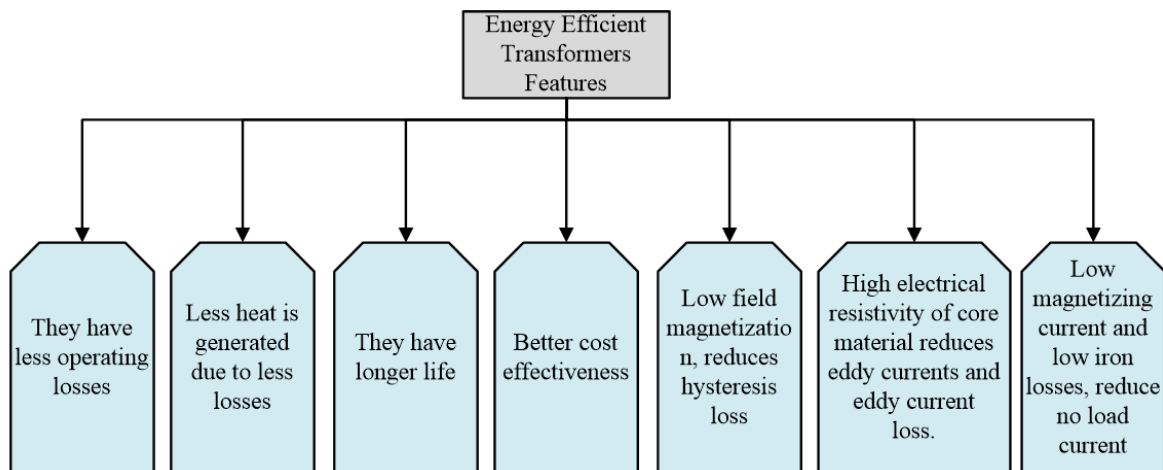 Energy Efficient
Transformers
Features
They have
less operating
losses
Less heat is
generated
due to less
losses
They have
longer life
Better cost
effectiveness
Low field
magnetizatio
n, reduces
hysteresis
loss
High electrical
resistivity of core
material reduces
eddy currents and
eddy current
loss.
Low
magnetizing
current and
low iron
losses, reduce
no load
current